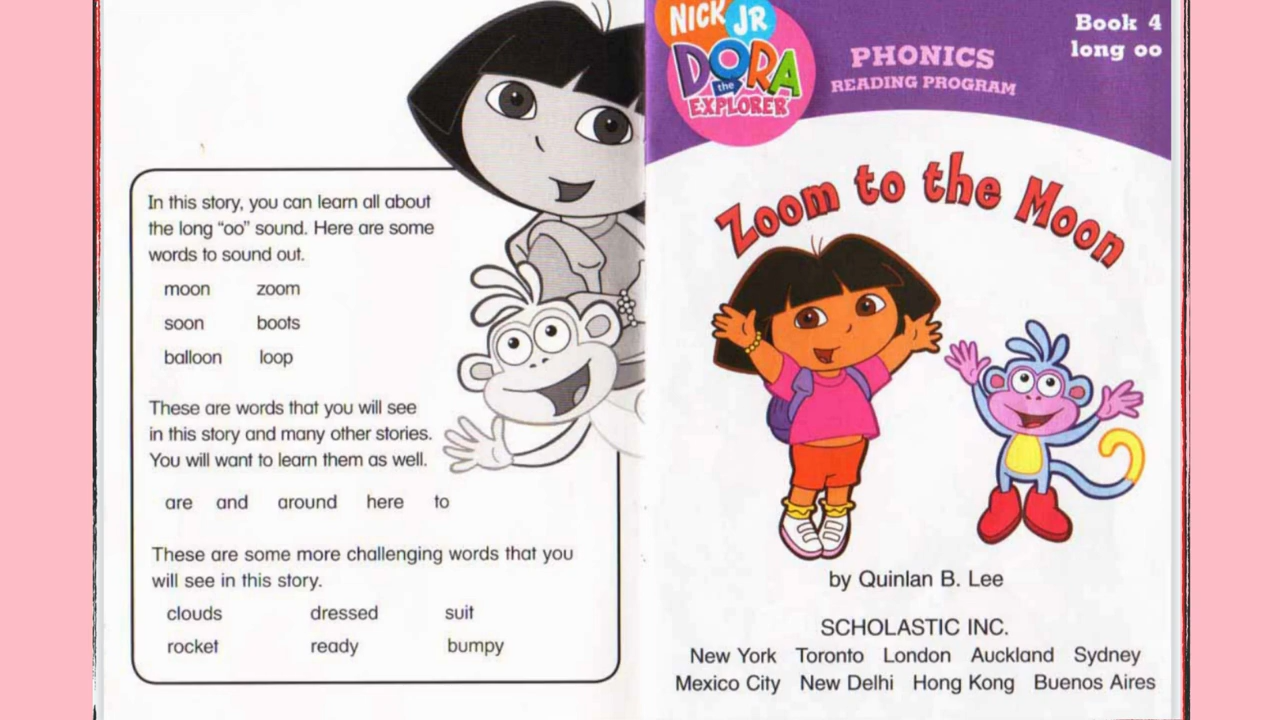 In this story, you can learn all about
the long “oo” sound. Here are some
words to sound out.
moon zoom
soon boots
balloon loop
These are words that you will see
in this story and many other stories.
You will want to learn them as well.
are and around here to
These are some more challenging words that you
will see in this story.
clouds dressed suit
rocket ready bumpy
NICK JR
DORA
the
EXPLORER
PHONICS
READING PROGRAM
Book 4
long oo
Zoom to the Moon
by Quinlan B. Lee
SCHOLASTIC INC.
New York Toronto London Auckland Sydney
Mexico City New Delhi Hong Kong Buenos Aires